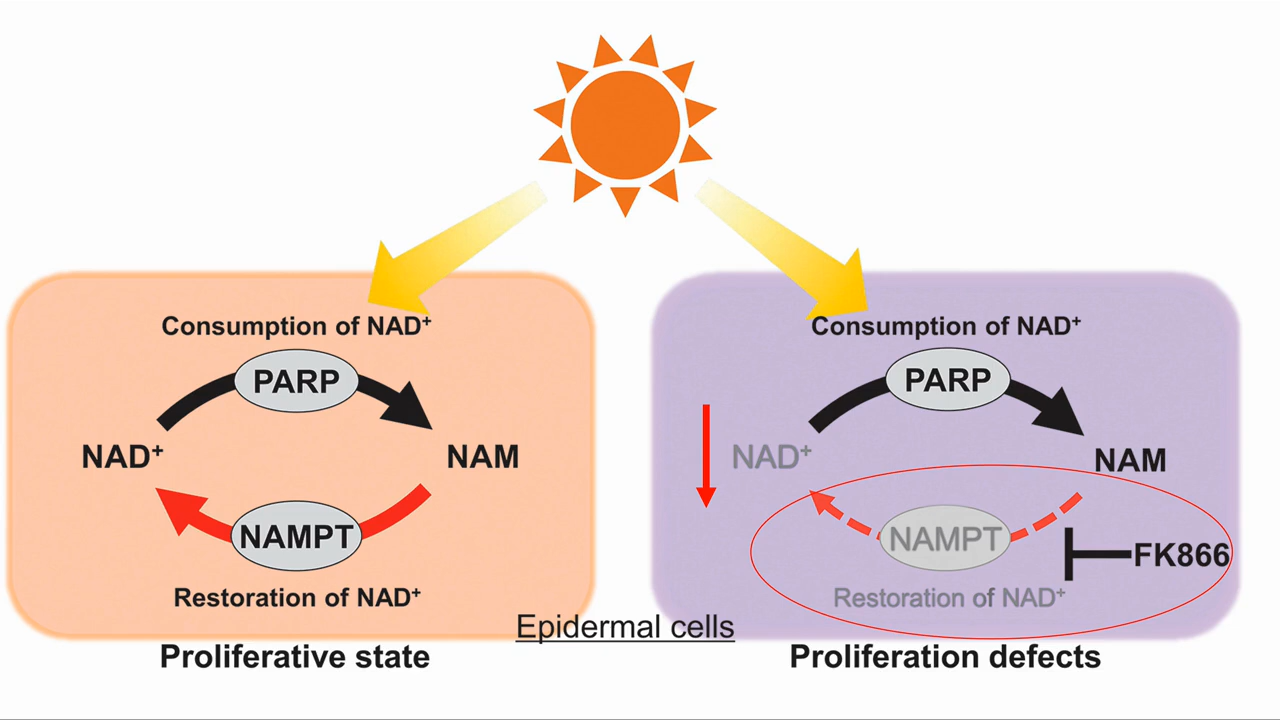 Consumption of NAD⁺
PARP
NAD⁺
NAM
NAMPT
Restoration of NAD⁺
Proliferative state
Epidermal cells
Consumption of NAD⁺
PARP
NAD⁺
NAM
NAMPT
FK866
Restoration of NAD⁺
Proliferation defects